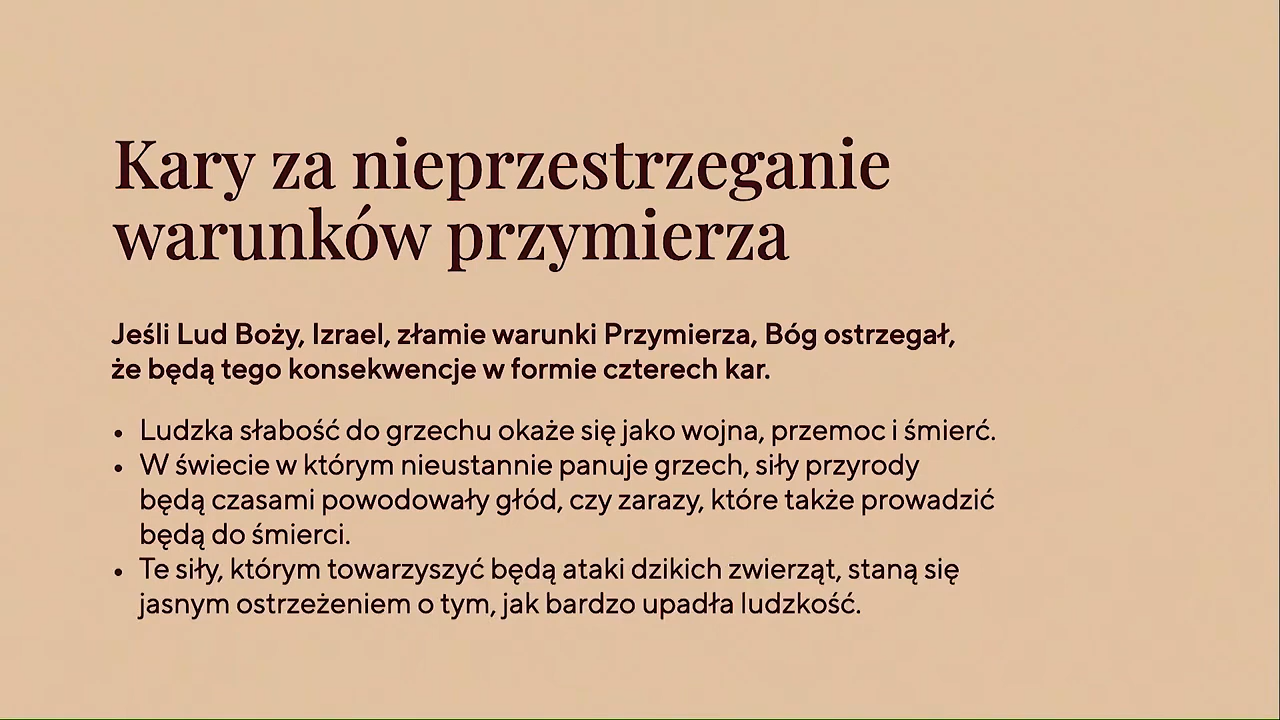 Kary za nieprzestrzeganie
warunków przymierza
Jeśli Lud Boży, Izrael, złamie warunki Przymierza, Bóg ostrzegał,
że będą tego konsekwencje w formie czterech kar.
• Ludzka słabość do grzechu okaże się jako wojna, przemoc i śmierć.
• W świecie w którym nieustannie panuje grzech, siły przyrody
będą czasami powodowały głód, czy zarazy, które także prowadzić
będą do śmierci.
• Te siły, którym towarzyszyć będą ataki dzikich zwierząt, staną się
jasnym ostrzeżeniem o tym, jak bardzo upadła ludzkość.